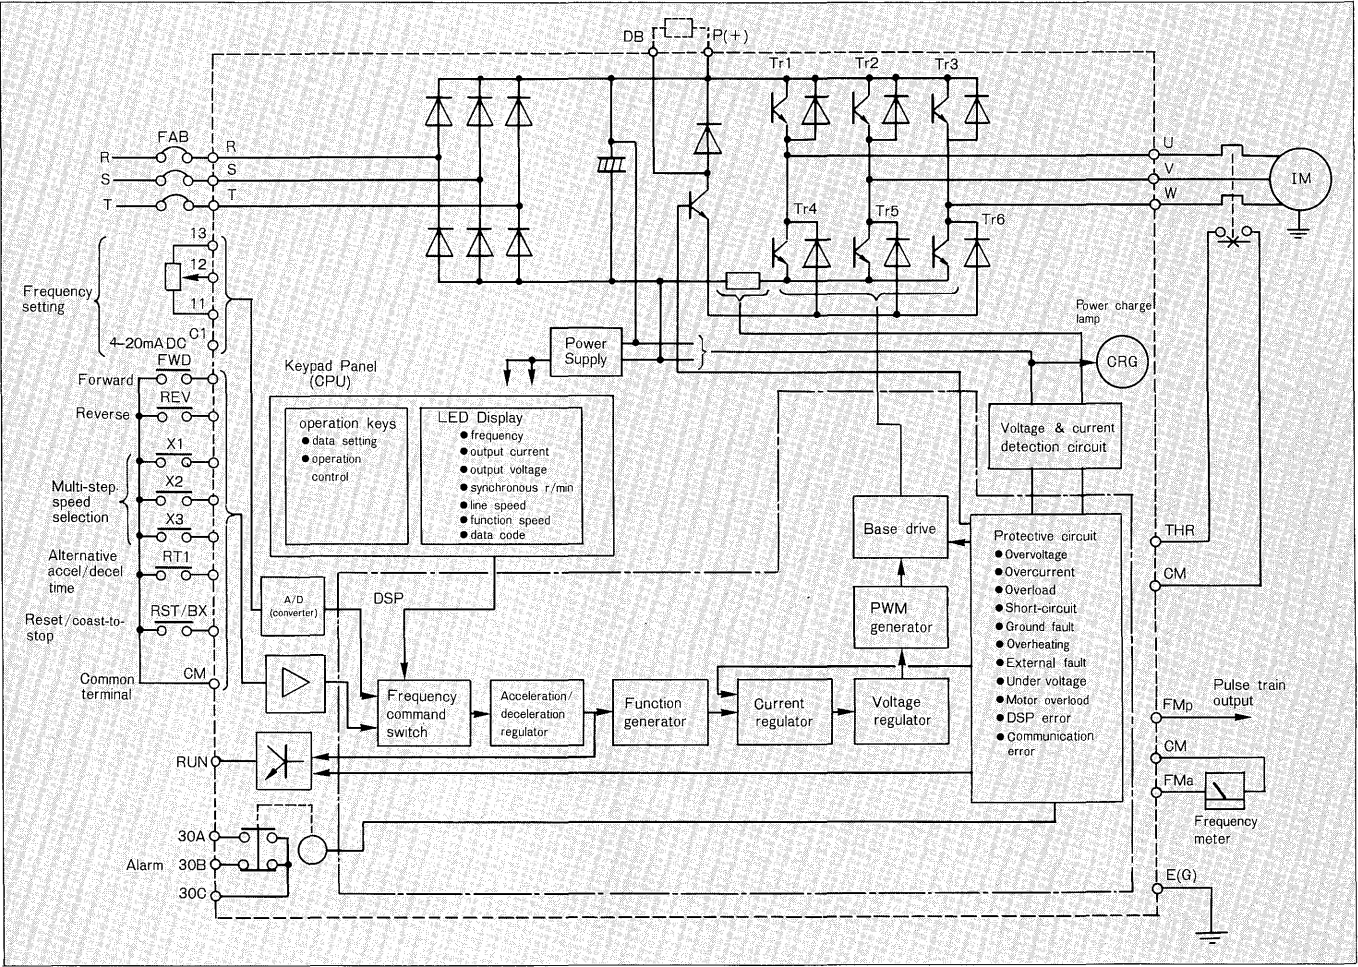 DB
P(+)
Tr1
Tr2
Tr3
FAB
R
R
S
S
T
T
U
V
W
IM
Tr4
Tr5
Tr6
13
12
11
C1
Frequency
setting
4–20mA DC
FWD
Forward
REV
Reverse
X1
X2
X3
Multi-step-
speed
selection
RT1
Alternative
accel/decel
time
RST/BX
Reset/coast-to-
stop
CM
Common
terminal
Power
Supply
Power charge
lamp
CRG
Keypad Panel
(CPU)
operation keys
● data setting
● operation
control
LED Display
● frequency
● output current
● output voltage
● synchronous r/min
● line speed
● function speed
● data code
Voltage & current
detection circuit
Base drive
PWM
generator
Protective circuit
● Overvoltage
● Overcurrent
● Overload
● Short-circuit
● Ground fault
● Overheating
● External fault
● Under voltage
● Motor overlood
● DSP error
● Communication
error
THR
CM
A/D
(converter)
DSP
Frequency
command
switch
Acceleration/
deceleration
regulator
Function
generator
Current
regulator
Voltage
regulator
FMp
Pulse train
output
CM
FMa
Frequency
meter
RUN
30A
Alarm
30B
30C
E(G)